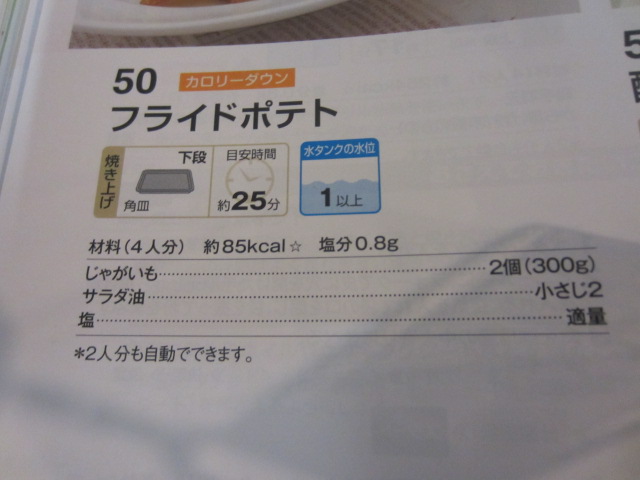 50 カロリーダウン
フライドポテト
焼き上げ
下段
角皿
目安時間
約25分
水タンクの水位
1以上
材料(4人分) 約85kcal☆ 塩分0.8g
じゃがいも……2個(300g)
サラダ油……小さじ2
塩……適量
*2人分も自動でできます。
5